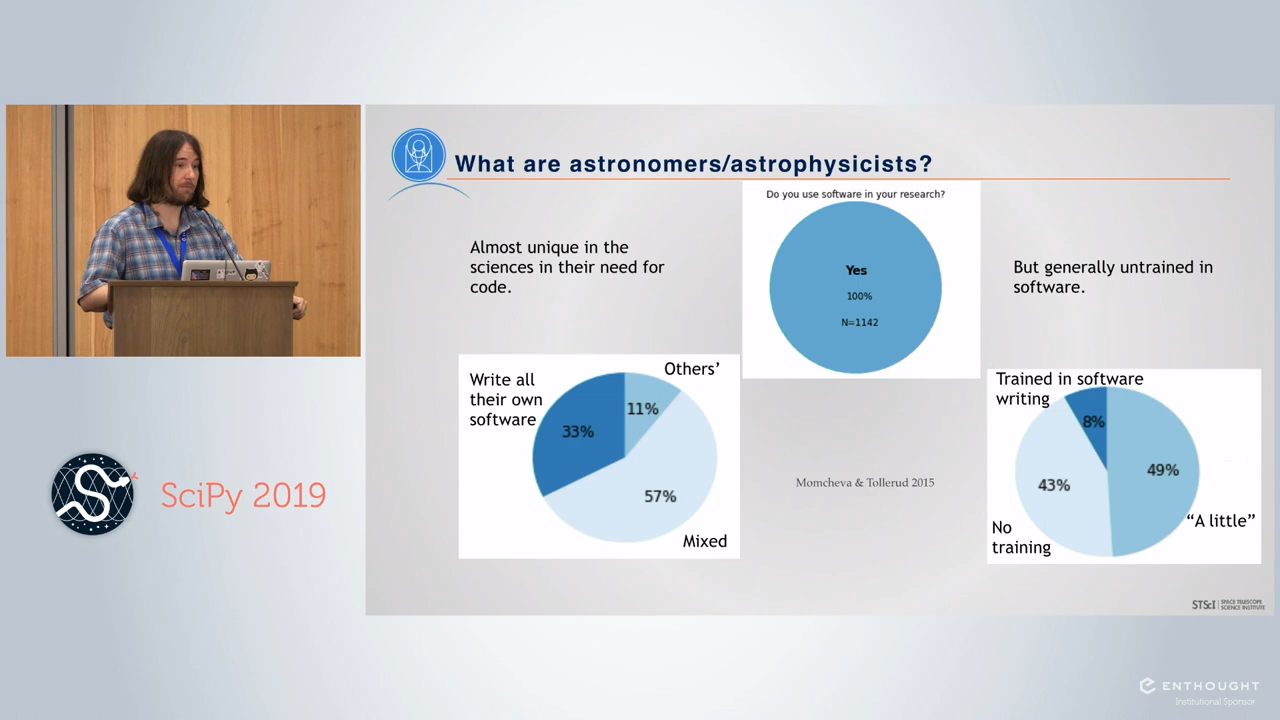 What are astronomers/astrophysicists?
Do you use software in your research?
Yes
100%
N=1142
Almost unique in the
sciences in their need for
code.
But generally untrained in
software.
Write all
their own
software
Others’
11%
33%
57%
Mixed
Momcheva & Tollerud 2015
Trained in software
writing
8%
49%
43%
“A little”
No
training
SciPy 2019
STScI | SPACE TELESCOPE
SCIENCE INSTITUTE
ENTHOUGHT
Institutional Sponsor